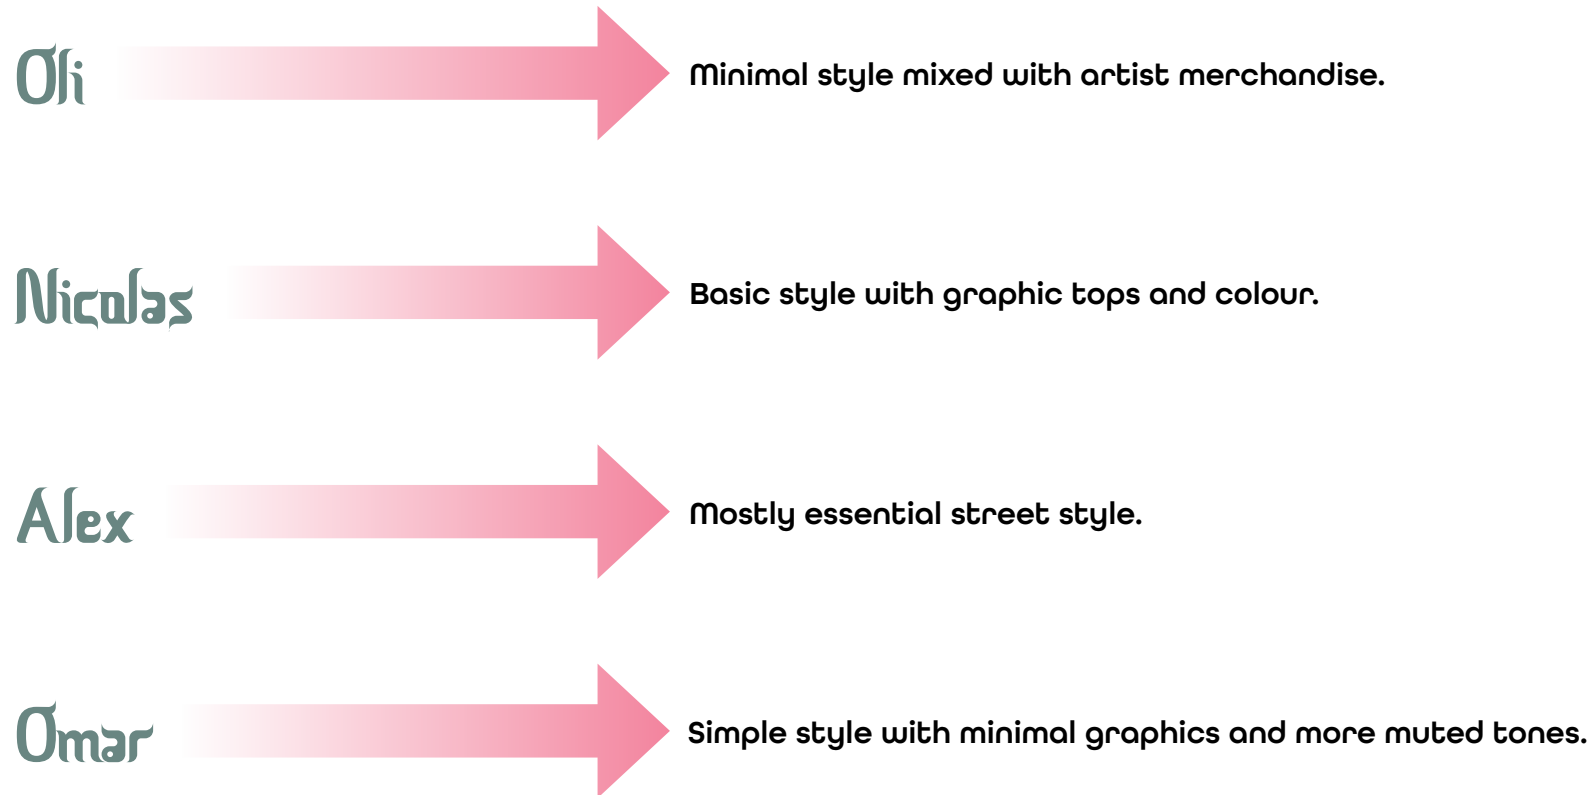 Oli
Minimal style mixed with artist merchandise.
Nicolas
Basic style with graphic tops and colour.
Alex
Mostly essential street style.
Omar
Simple style with minimal graphics and more muted tones.